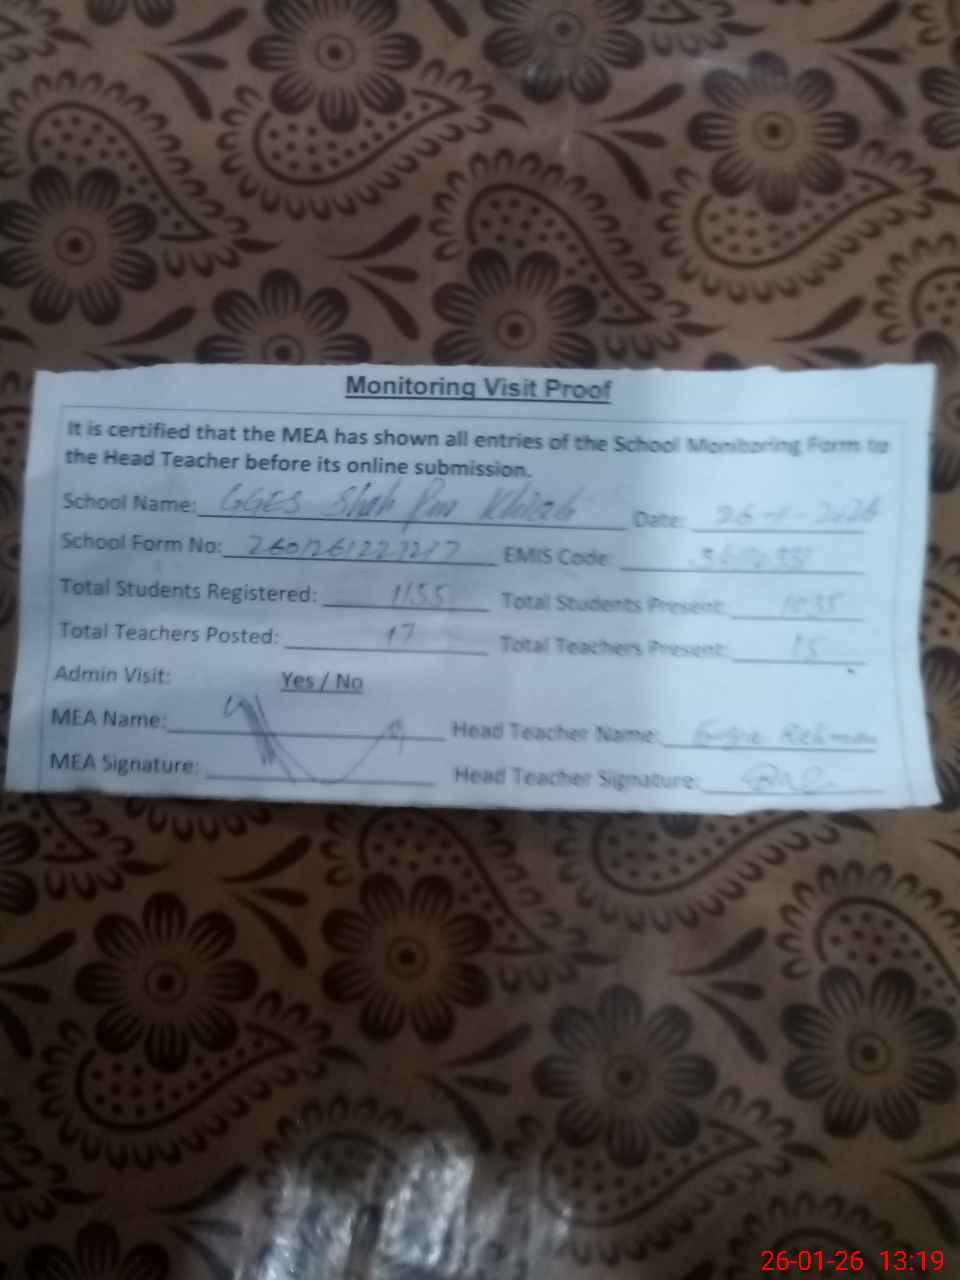 Monitoring Visit Proof
It is certified that the MEA has shown all entries of the School Monitoring Form to
the Head Teacher before its online submission.
School Name: GGES Shah Pur Date: 26-1-2026
School Form No: EMIS Code:
Total Students Registered: 1155 Total Students Present: 1035
Total Teachers Posted: 17 Total Teachers Present: 15
Admin Visit: Yes / No
MEA Name: Head Teacher Name: Rehman
MEA Signature: Head Teacher Signature:
26-01-26 13:19